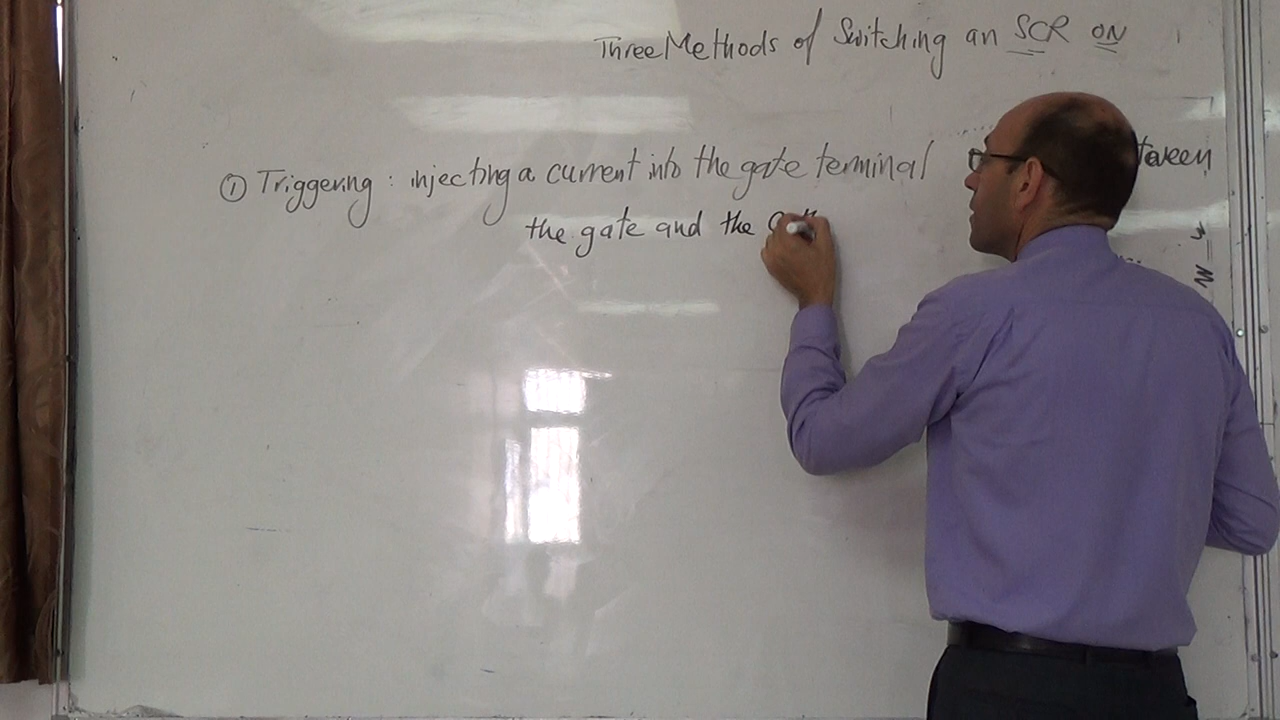 Three Methods of Switching an SCR ON
① Triggering : injecting a current into the gate terminal
the gate and the